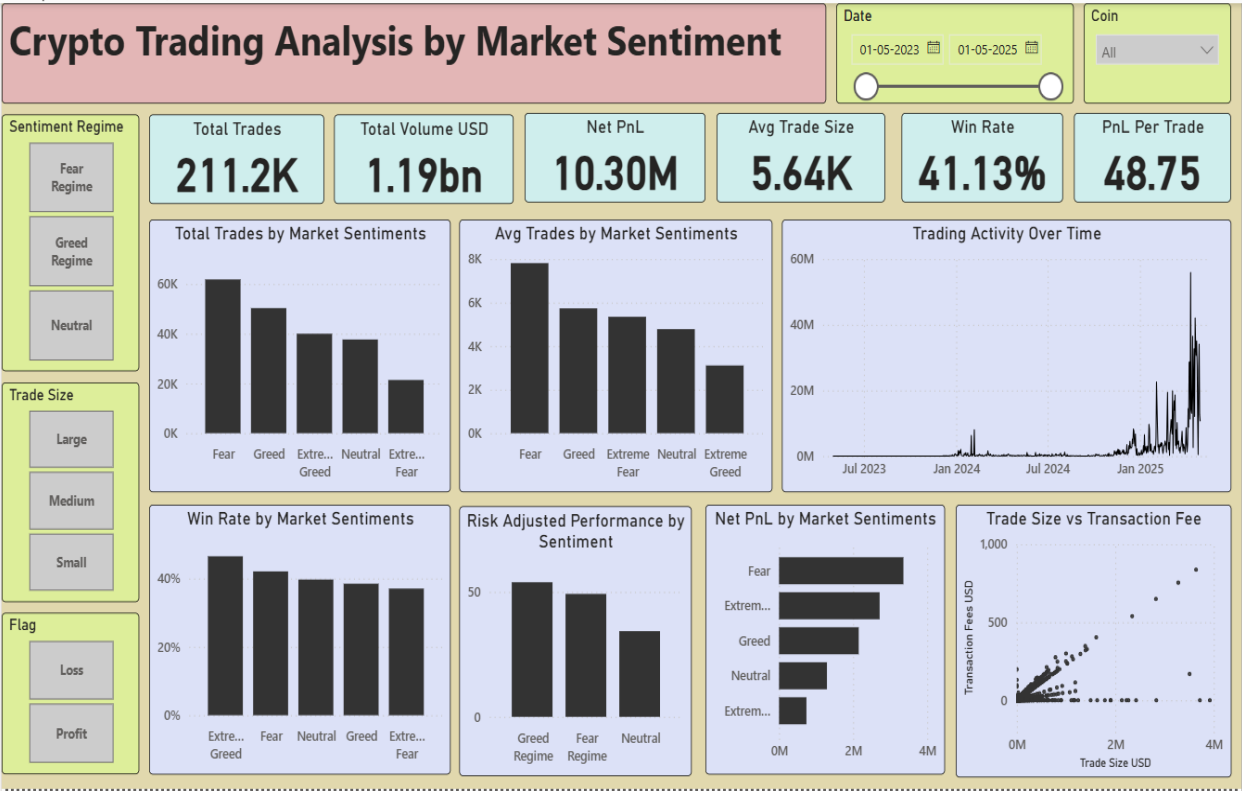 Crypto Trading Analysis by Market Sentiment
Date
01-05-2023
01-05-2025
Coin
All
Sentiment Regime
Fear
Regime
Greed
Regime
Neutral
Total Trades
211.2K
Total Volume USD
1.19bn
Net PnL
10.30M
Avg Trade Size
5.64K
Win Rate
41.13%
PnL Per Trade
48.75
Total Trades by Market Sentiments
60K
40K
20K
0K
Fear
Greed
Extre...
Greed
Neutral
Extre...
Fear
Avg Trades by Market Sentiments
8K
6K
4K
2K
0K
Fear
Greed
Extreme
Fear
Neutral
Extreme
Greed
Trading Activity Over Time
60M
40M
20M
0M
Jul 2023
Jan 2024
Jul 2024
Jan 2025
Trade Size
Large
Medium
Small
Flag
Loss
Profit
Win Rate by Market Sentiments
40%
20%
0%
Extre...
Greed
Fear
Neutral
Greed
Extre...
Fear
Risk Adjusted Performance by
Sentiment
50
0
Greed
Regime
Fear
Regime
Neutral
Net PnL by Market Sentiments
Fear
Extrem...
Greed
Neutral
Extrem...
0M
2M
4M
Trade Size vs Transaction Fee
Transaction Fees USD
1,000
500
0
0M
2M
4M
Trade Size USD